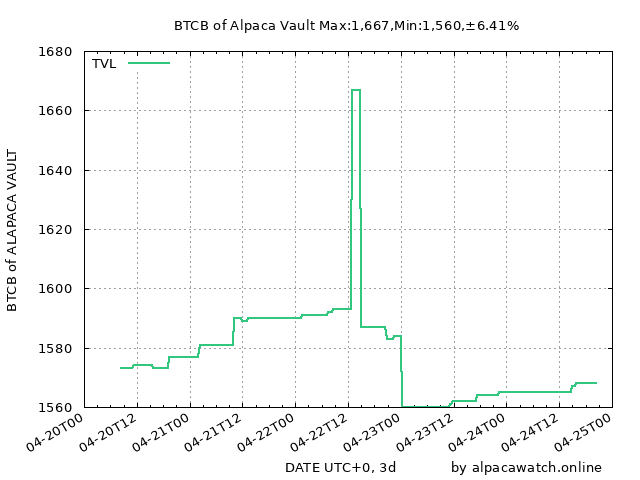 BTCB of Alpaca Vault Max:1,667,Min:1,560,±6.41%
TVL
BTCB of ALAPACA VAULT
1680
1660
1640
1620
1600
1580
1560
04-20T00
04-20T12
04-21T00
04-21T12
04-22T00
04-22T12
04-23T00
04-23T12
04-24T00
04-24T12
04-25T00
DATE UTC+0, 3d
by alpacawatch.online